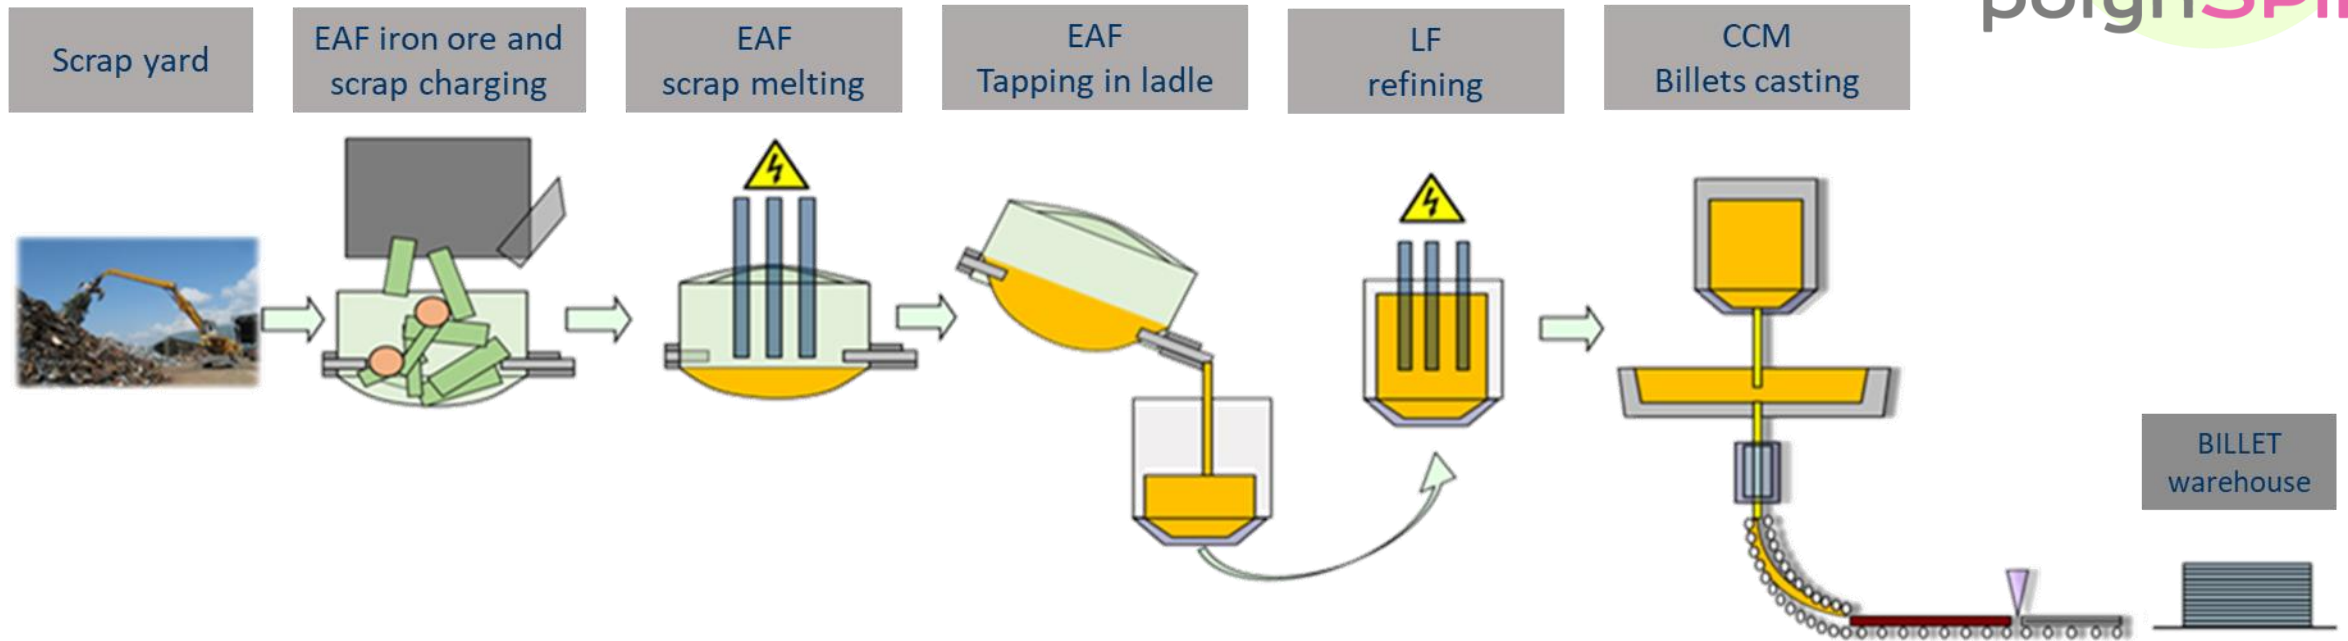 Scrap yard
EAF iron ore and
scrap charging
EAF
scrap melting
EAF
Tapping in ladle
LF
refining
CCM
Billets casting
BILLET
warehouse